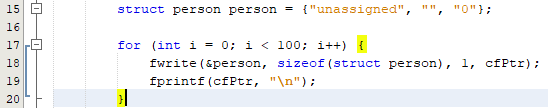 15 struct person person = {"unassigned", "", "0"};
16
17 for (int i = 0; i < 100; i++) {
18 fwrite(&person, sizeof(struct person), 1, cfPtr);
19 fprintf(cfPtr, "\n");
20 }